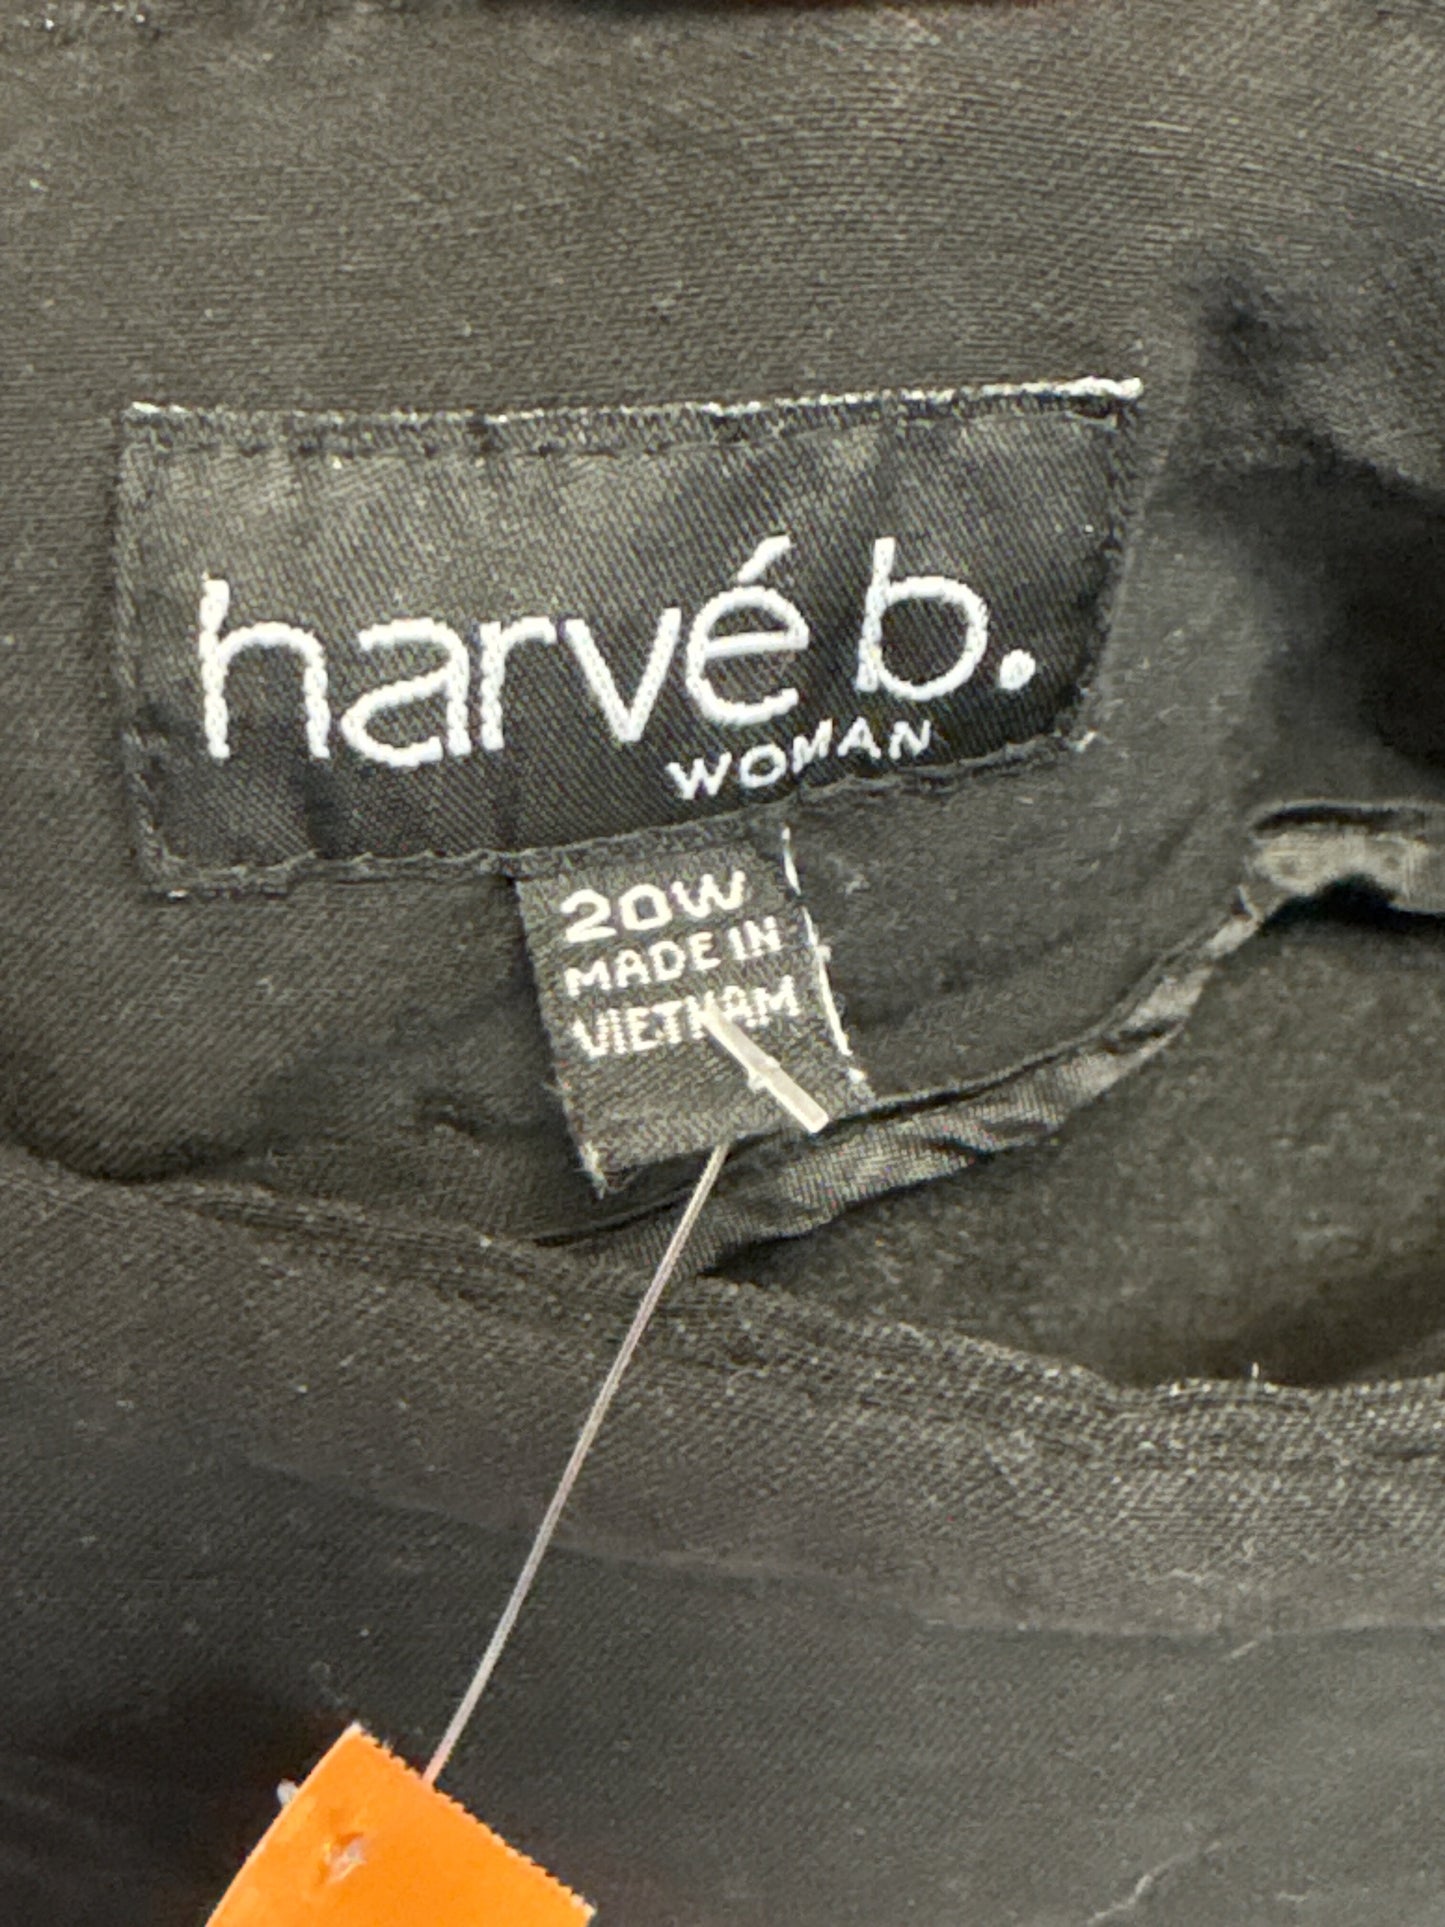 harvé b.
WOMAN
20W
MADE IN
VIETNAM